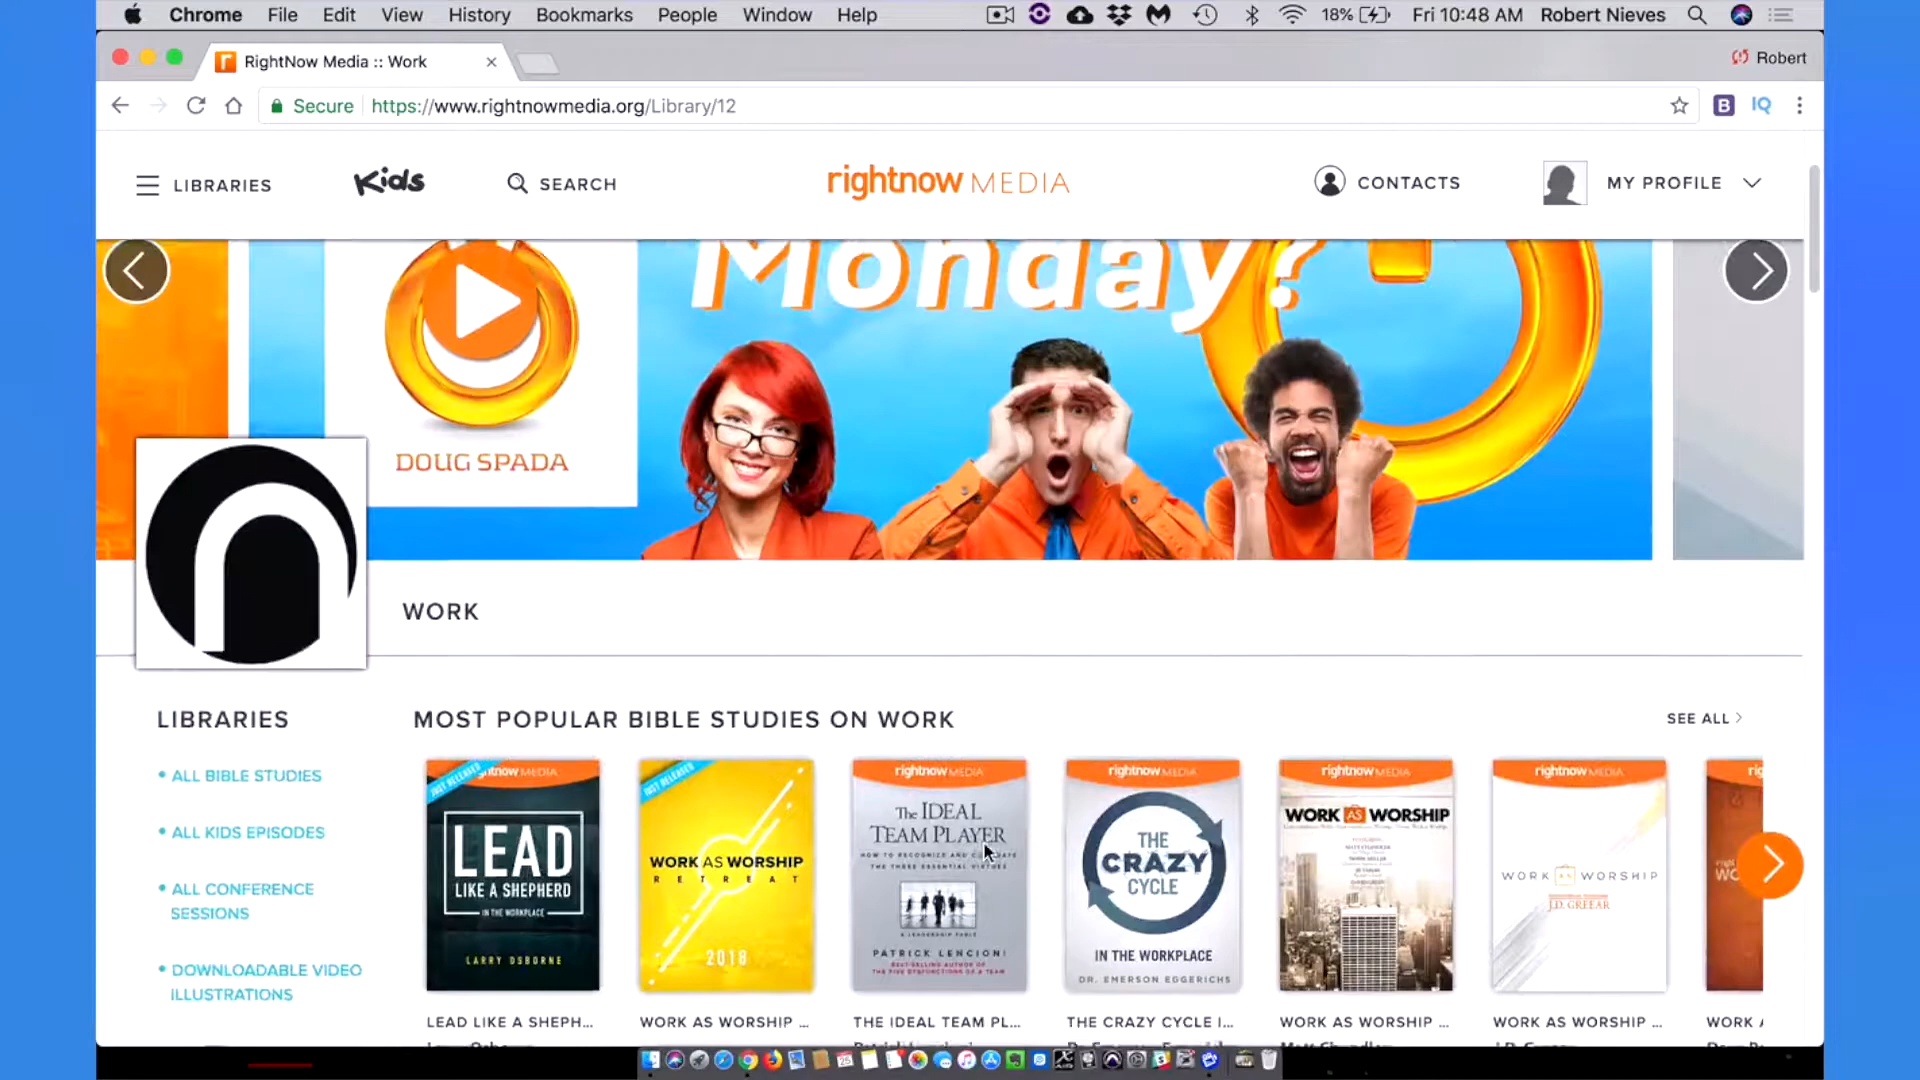 Chrome File Edit View History Bookmarks People Window Help 18% Fri 10:48 AM Robert Nieves
RightNow Media :: Work
Robert
Secure https://www.rightnowmedia.org/Library/12
B IQ
LIBRARIES Kids SEARCH rightnow MEDIA CONTACTS MY PROFILE
Monday?
DOUG SPADA
WORK
LIBRARIES
MOST POPULAR BIBLE STUDIES ON WORK
SEE ALL
• ALL BIBLE STUDIES
• ALL KIDS EPISODES
• ALL CONFERENCE
SESSIONS
• DOWNLOADABLE VIDEO
ILLUSTRATIONS
JUST RELEASED
rightnow MEDIA
LEAD
LIKE A SHEPHERD
IN THE WORKPLACE
LARRY OSBORNE
JUST RELEASED
WORK AS WORSHIP
RETREAT
2018
rightnow MEDIA
The IDEAL
TEAM PLAYER
HOW TO RECOGNIZE AND
THE THREE ESSENTIAL VIRTUES
A LEADERSHIP FABLE
PATRICK LENCIONI
BEST-SELLING AUTHOR OF
THE FIVE DYSFUNCTIONS OF A TEAM
rightnow MEDIA
THE
CRAZY
CYCLE
IN THE WORKPLACE
DR. EMERSON EGGERICHS
rightnow MEDIA
WORK AS WORSHIP
rightnow MEDIA
WORK WORSHIP
J.D. GREEAR
LEAD LIKE A SHEPH...
WORK AS WORSHIP ...
THE IDEAL TEAM PL...
THE CRAZY CYCLE I...
WORK AS WORSHIP ...
WORK AS WORSHIP ...
WORK